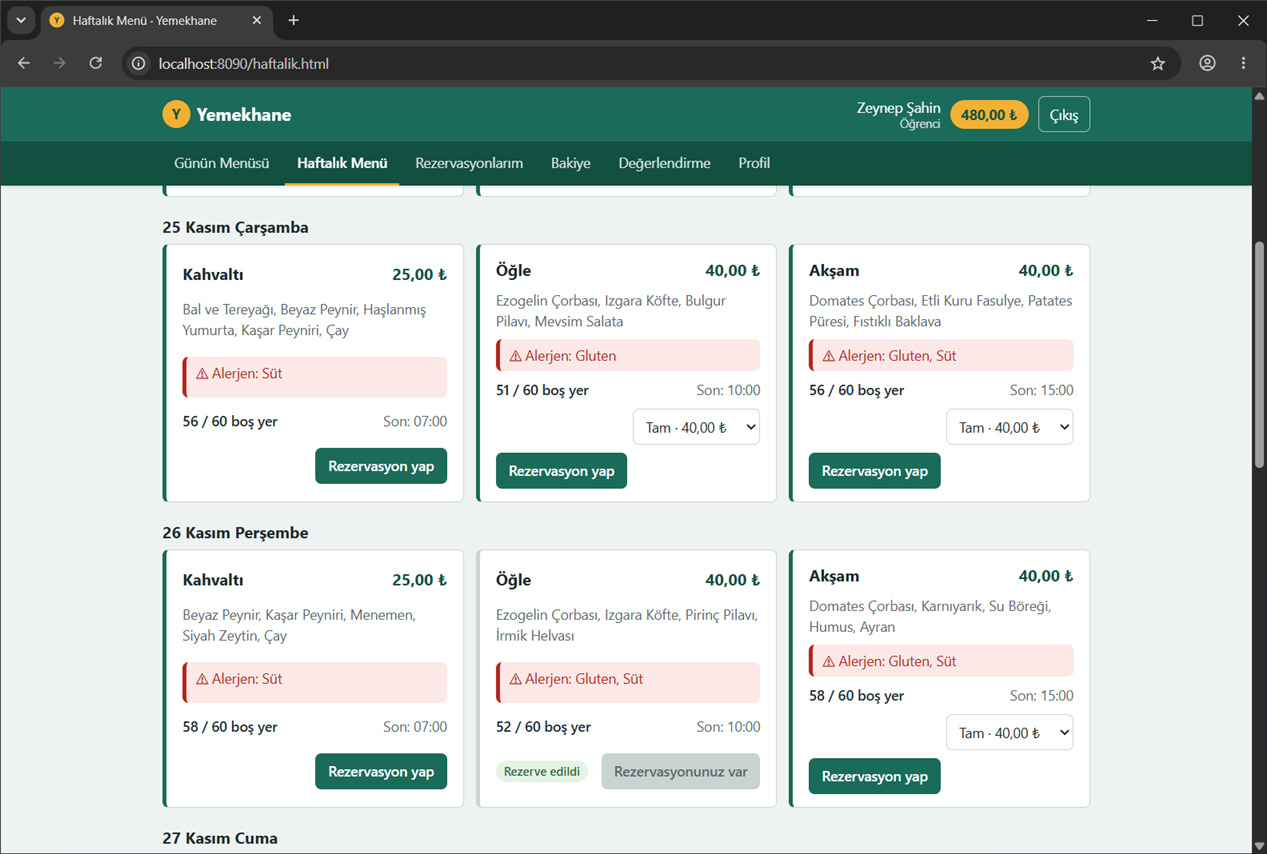 Y Haftalık Menü · Yemekhane
localhost:8090/haftalik.html
Y Yemekhane
Zeynep Şahin
Öğrenci
480,00 ₺
Çıkış
Günün Menüsü Haftalık Menü Rezervasyonlarım Bakiye Değerlendirme Profil
25 Kasım Çarşamba
Kahvaltı 25,00 ₺
Bal ve Tereyağı, Beyaz Peynir, Haşlanmış
Yumurta, Kaşar Peyniri, Çay
⚠ Alerjen: Süt
56 / 60 boş yer Son: 07:00
Rezervasyon yap
Öğle 40,00 ₺
Ezogelin Çorbası, Izgara Köfte, Bulgur
Pilavı, Mevsim Salata
⚠ Alerjen: Gluten
51 / 60 boş yer Son: 10:00
Tam · 40,00 ₺
Rezervasyon yap
Akşam 40,00 ₺
Domates Çorbası, Etli Kuru Fasulye, Patates
Püresi, Fıstıklı Baklava
⚠ Alerjen: Gluten, Süt
56 / 60 boş yer Son: 15:00
Tam · 40,00 ₺
Rezervasyon yap
26 Kasım Perşembe
Kahvaltı 25,00 ₺
Beyaz Peynir, Kaşar Peyniri, Menemen,
Siyah Zeytin, Çay
⚠ Alerjen: Süt
58 / 60 boş yer Son: 07:00
Rezervasyon yap
Öğle 40,00 ₺
Ezogelin Çorbası, Izgara Köfte, Pirinç Pilavı,
İrmik Helvası
⚠ Alerjen: Gluten, Süt
52 / 60 boş yer Son: 10:00
Rezerve edildi Rezervasyonunuz var
Akşam 40,00 ₺
Domates Çorbası, Karnıyarık, Su Böreği,
Humus, Ayran
⚠ Alerjen: Gluten, Süt
58 / 60 boş yer Son: 15:00
Tam · 40,00 ₺
Rezervasyon yap
27 Kasım Cuma